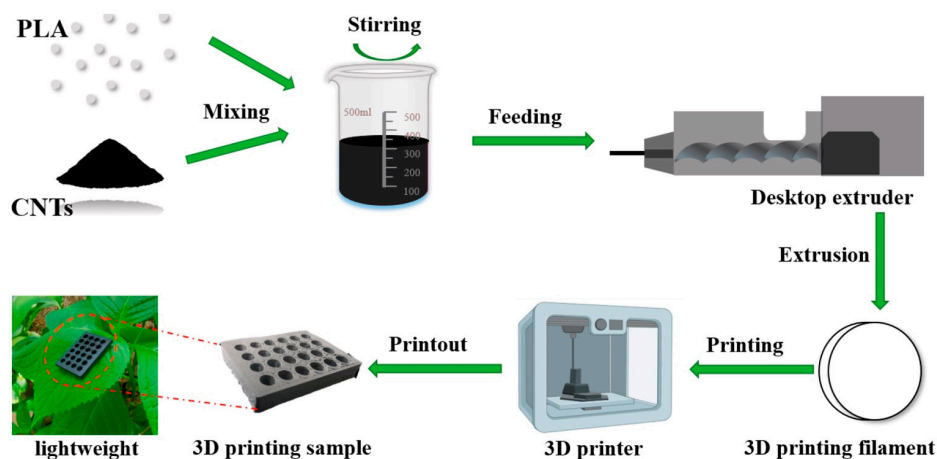 PLA
Stirring
Mixing
500ml
500
400
300
200
100
Feeding
CNTs
Desktop extruder
Extrusion
Printout
Printing
lightweight
3D printing sample
3D printer
3D printing filament